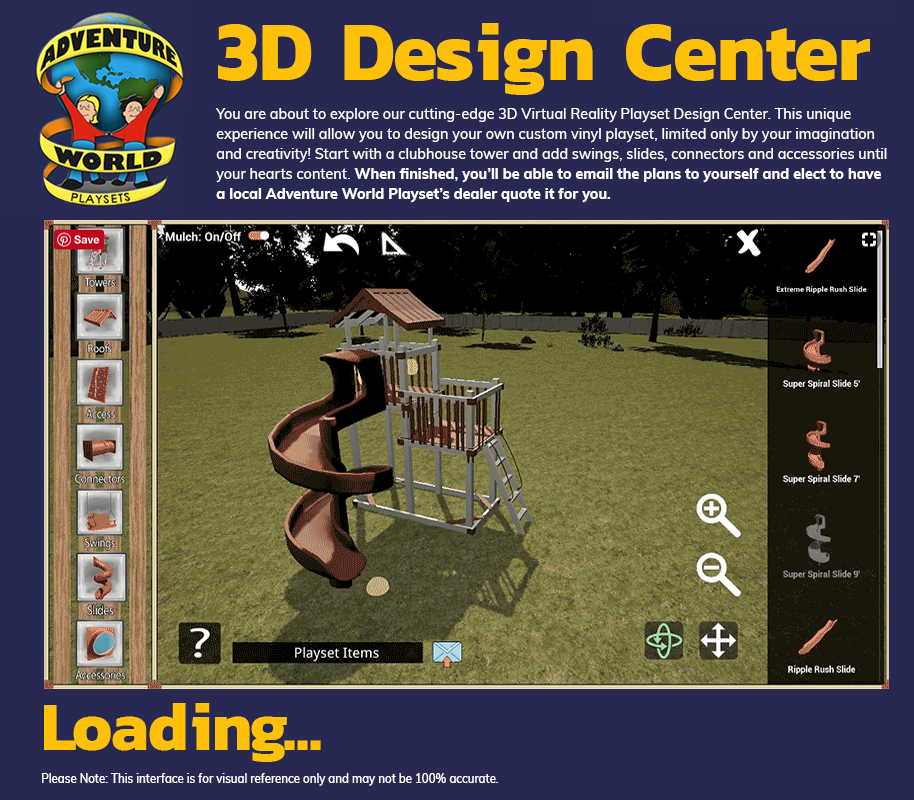 ADVENTURE
WORLD
PLAYSETS
3D Design Center
You are about to explore our cutting-edge 3D Virtual Reality Playset Design Center. This unique
experience will allow you to design your own custom vinyl playset, limited only by your imagination
and creativity! Start with a clubhouse tower and add swings, slides, connectors and accessories until
your hearts content. When finished, you'll be able to email the plans to yourself and elect to have
a local Adventure World Playset's dealer quote it for you.
Save
Mulch: On/Off
Towers
Roofs
Access
Connectors
Swings
Slides
Accessories
Extreme Ripple Rush Slide
Super Spiral Slide 5'
Super Spiral Slide 7'
Super Spiral Slide 9'
Ripple Rush Slide
?
Playset Items
Loading...
Please Note: This interface is for visual reference only and may not be 100% accurate.